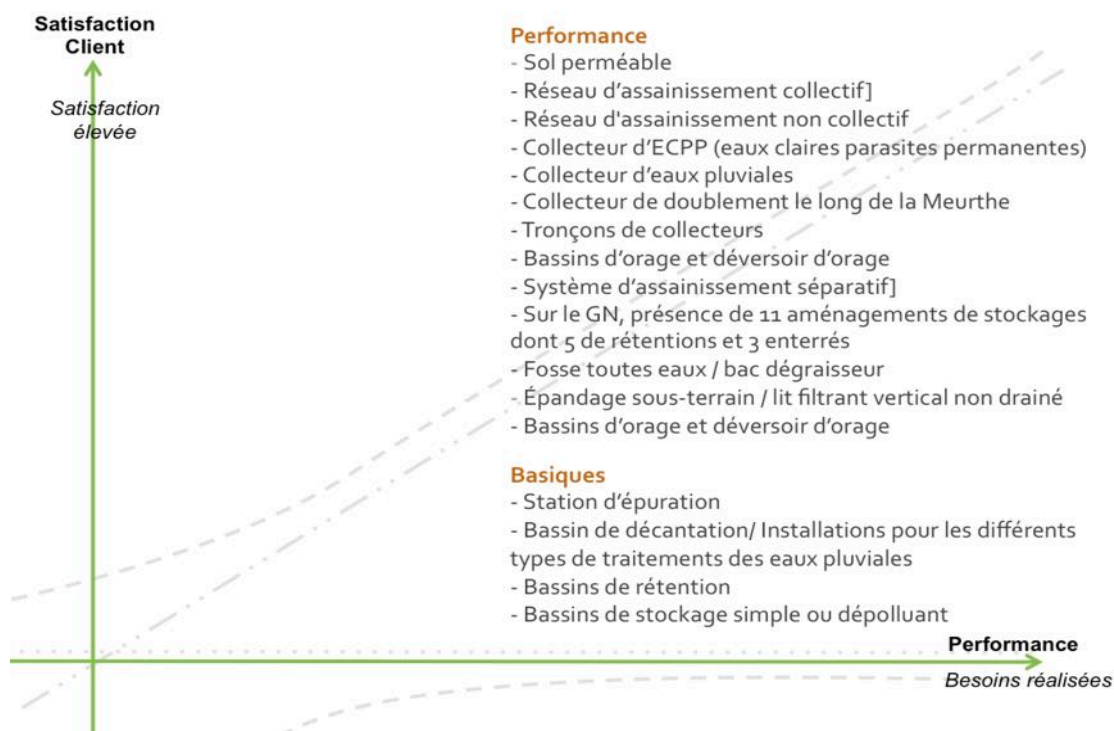 Satisfaction
Client
Satisfaction
élevée
Performance
- Sol perméable
- Réseau d’assainissement collectif]
- Réseau d'assainissement non collectif
- Collecteur d’ECPP (eaux claires parasites permanentes)
- Collecteur d’eaux pluviales
- Collecteur de doublement le long de la Meurthe
- Tronçons de collecteurs
- Bassins d’orage et déversoir d’orage
- Système d’assainissement séparatif]
- Sur le GN, présence de 11 aménagements de stockages
dont 5 de rétentions et 3 enterrés
- Fosse toutes eaux / bac dégraisseur
- Épandage sous-terrain / lit filtrant vertical non drainé
- Bassins d’orage et déversoir d’orage
Basiques
- Station d’épuration
- Bassin de décantation/ Installations pour les différents
types de traitements des eaux pluviales
- Bassins de rétention
- Bassins de stockage simple ou dépolluant
Performance
Besoins réalisées